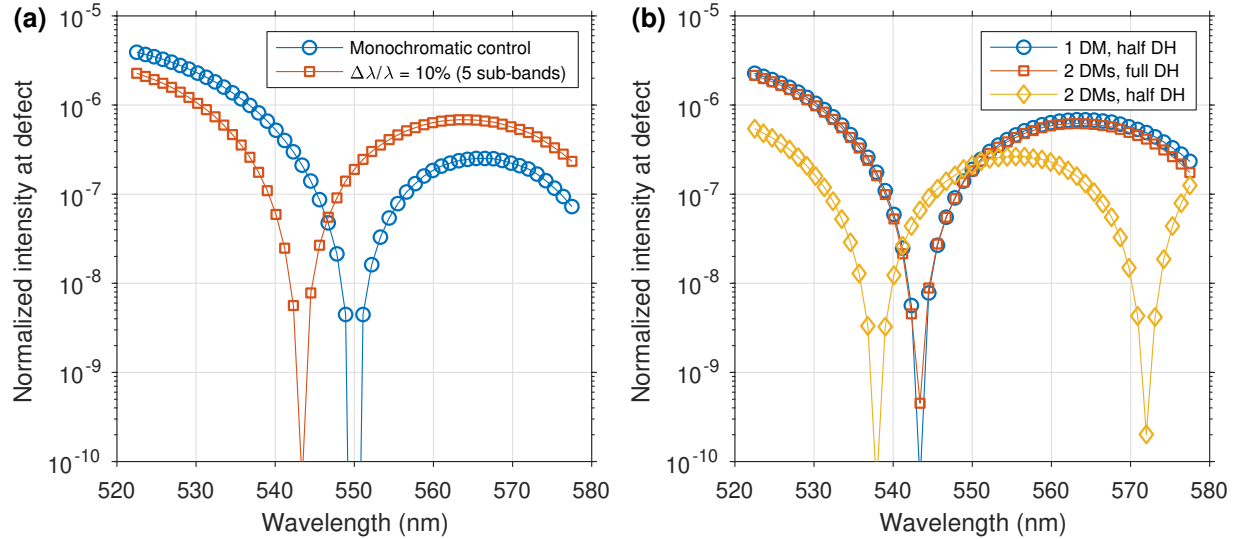 (a)
10^-5
10^-6
10^-7
10^-8
10^-9
10^-10
520
530
540
550
560
570
580
Wavelength (nm)
Normalized intensity at defect
Monochromatic control
Δλ/λ = 10% (5 sub-bands)
(b)
10^-5
10^-6
10^-7
10^-8
10^-9
10^-10
520
530
540
550
560
570
580
Wavelength (nm)
Normalized intensity at defect
1 DM, half DH
2 DMs, full DH
2 DMs, half DH